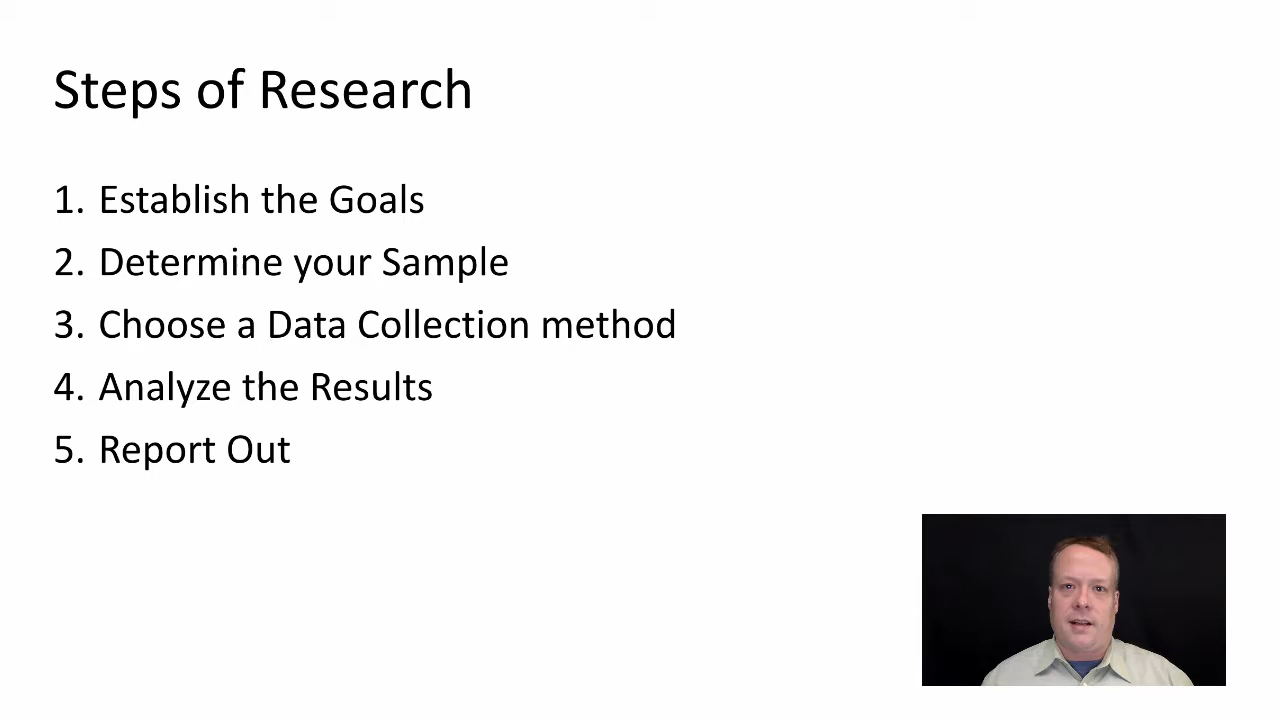 Steps of Research
1. Establish the Goals
2. Determine your Sample
3. Choose a Data Collection method
4. Analyze the Results
5. Report Out